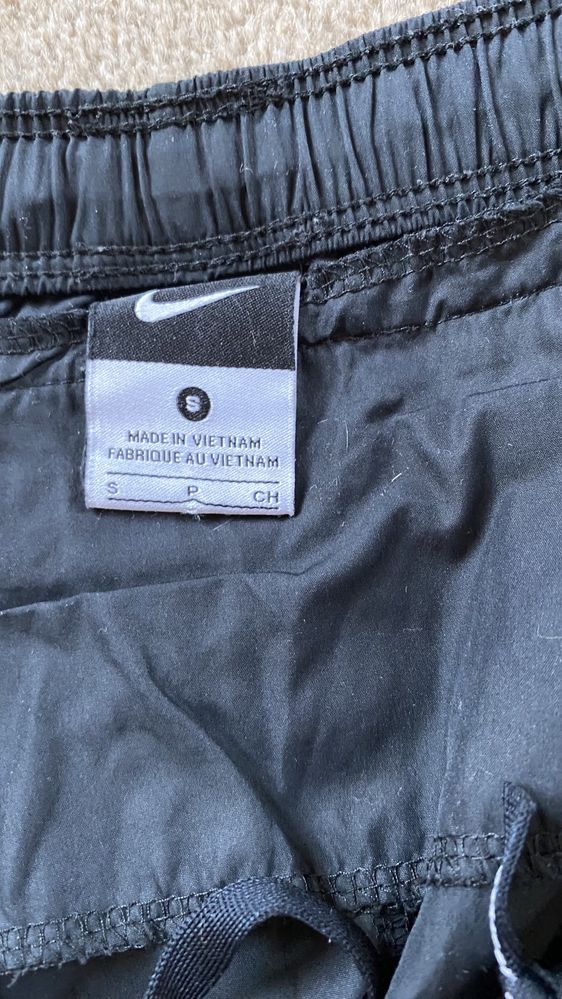 S
MADE IN VIETNAM
FABRIQUE AU VIETNAM
S P CH